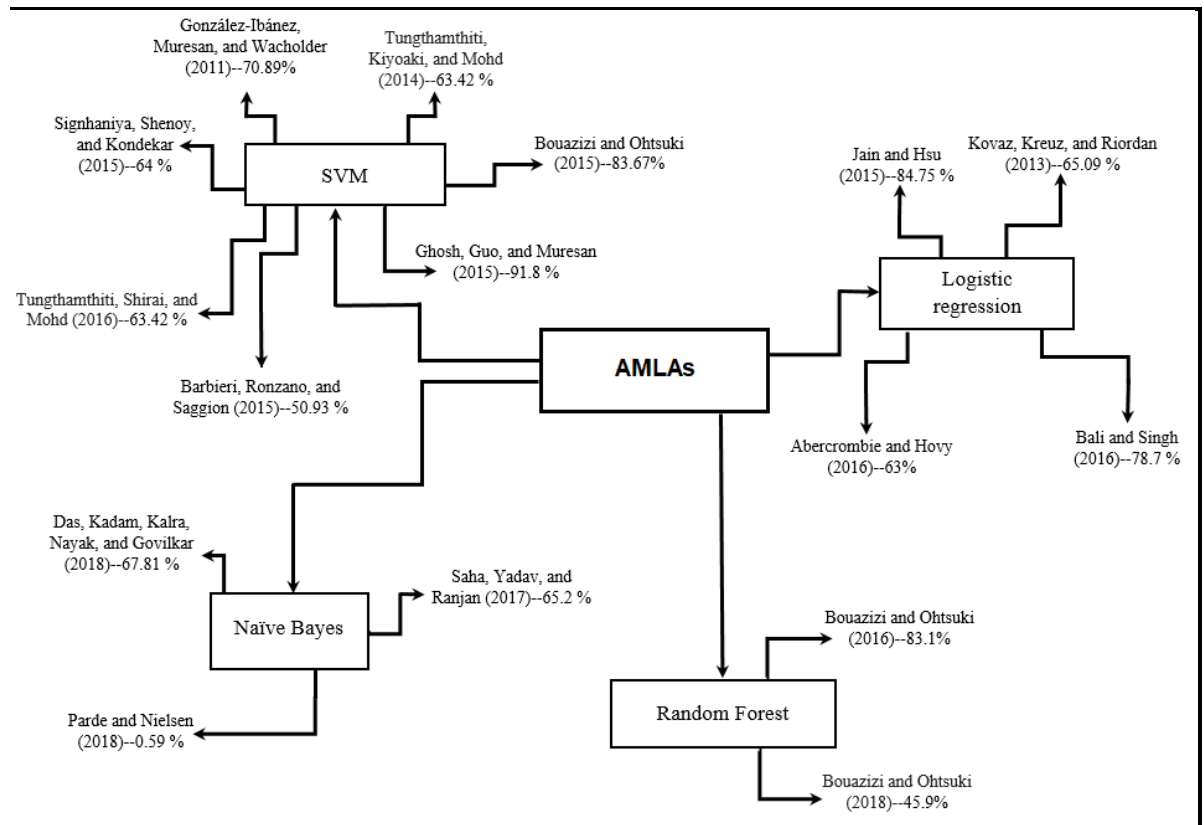 González-Ibánez,
Muresan, and Wacholder
(2011)--70.89%
Tungthamthiti,
Kiyoaki, and Mohd
(2014)--63.42 %
Signhaniya, Shenoy,
and Kondekar
(2015)--64 %
SVM
Bouazizi and Ohtsuki
(2015)--83.67%
Ghosh, Guo, and Muresan
(2015)--91.8 %
Tungthamthiti, Shirai, and
Mohd (2016)--63.42 %
Barbieri, Ronzano, and
Saggion (2015)--50.93 %
Jain and Hsu
(2015)--84.75 %
Kovaz, Kreuz, and Riordan
(2013)--65.09 %
Logistic
regression
Abercrombie and Hovy
(2016)--63%
Bali and Singh
(2016)--78.7 %
AMLAs
Das, Kadam, Kalra,
Nayak, and Govilkar
(2018)--67.81 %
Naïve Bayes
Saha, Yadav, and
Ranjan (2017)--65.2 %
Parde and Nielsen
(2018)--0.59 %
Bouazizi and Ohtsuki
(2016)--83.1%
Random Forest
Bouazizi and Ohtsuki
(2018)--45.9%